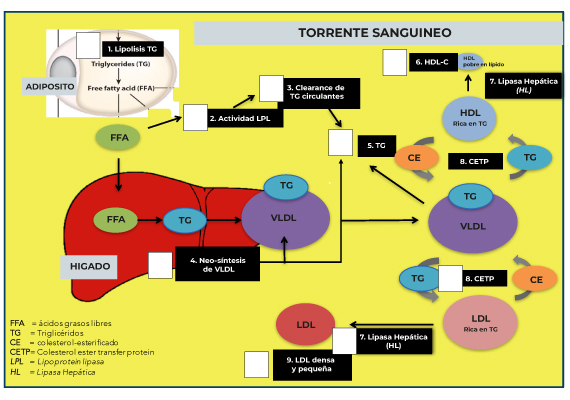 TORRENTE SANGUINEO
1. Lipolisis TG
Triglycerides (TG)
ADIPOSITO
Free fatty acid (FFA)
FFA
2. Actividad LPL
3. Clearance de
TG circulantes
5. TG
6. HDL-C
HDL
pobre en lípido
7. Lipasa Hepática
(HL)
HDL
Rica en TG
CE
8. CETP
TG
TG
VLDL
FFA
TG
TG
VLDL
HIGADO
4. Neo-síntesis
de VLDL
TG
8. CETP
CE
LDL
Rica en TG
LDL
7. Lipasa Hepática
(HL)
9. LDL densa
y pequeña
FFA = ácidos grasos libres
TG = Triglicéridos
CE = colesterol-esterificado
CETP= Colesterol ester transfer protein
LPL = Lipoprotein lipasa
HL = Lipasa Hepática